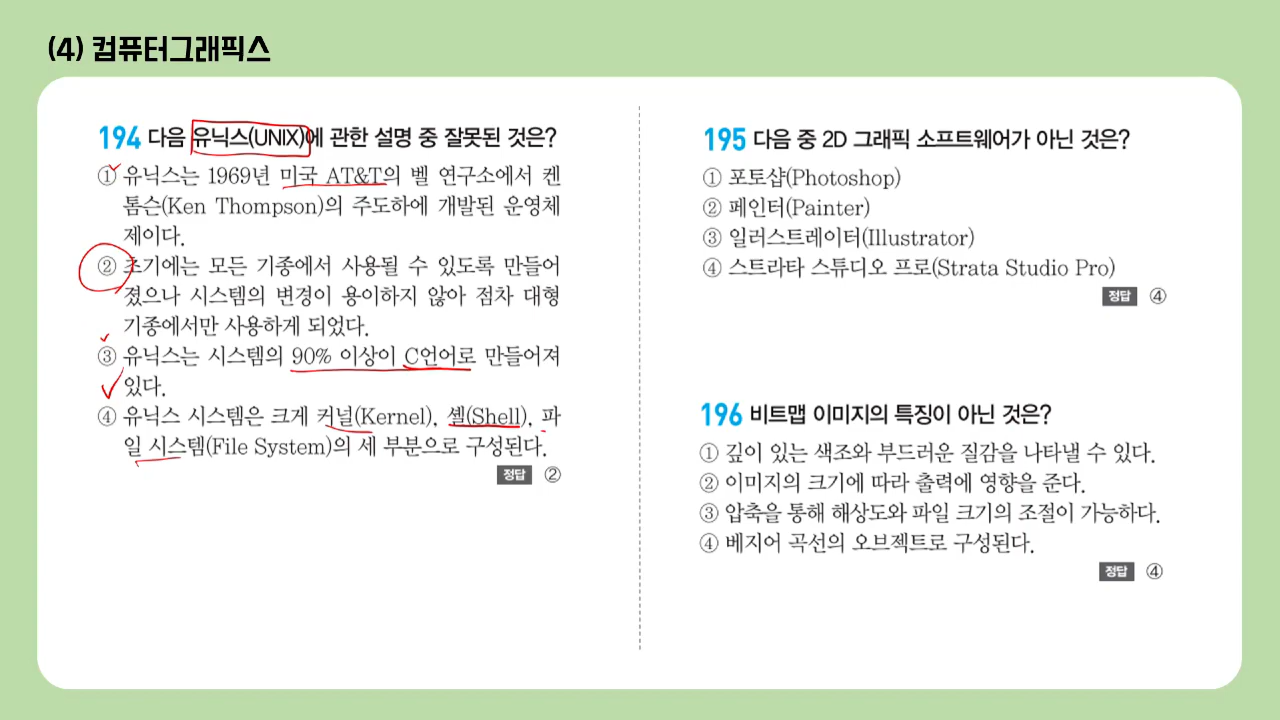 (4) 컴퓨터그래픽스
194 다음 유닉스(UNIX)에 관한 설명 중 잘못된 것은?
① 유닉스는 1969년 미국 AT&T의 벨 연구소에서 켄
톰슨(Ken Thompson)의 주도하에 개발된 운영체
제이다.
② 초기에는 모든 기종에서 사용될 수 있도록 만들어
졌으나 시스템의 변경이 용이하지 않아 점차 대형
기종에서만 사용하게 되었다.
③ 유닉스는 시스템의 90% 이상이 C언어로 만들어져
있다.
④ 유닉스 시스템은 크게 커널(Kernel), 셸(Shell), 파
일 시스템(File System)의 세 부분으로 구성된다.
정답 ②
195 다음 중 2D 그래픽 소프트웨어가 아닌 것은?
① 포토샵(Photoshop)
② 페인터(Painter)
③ 일러스트레이터(Illustrator)
④ 스트라타 스튜디오 프로(Strata Studio Pro)
정답 ④
196 비트맵 이미지의 특징이 아닌 것은?
① 깊이 있는 색조와 부드러운 질감을 나타낼 수 있다.
② 이미지의 크기에 따라 출력에 영향을 준다.
③ 압축을 통해 해상도와 파일 크기의 조절이 가능하다.
④ 베지어 곡선의 오브젝트로 구성된다.
정답 ④